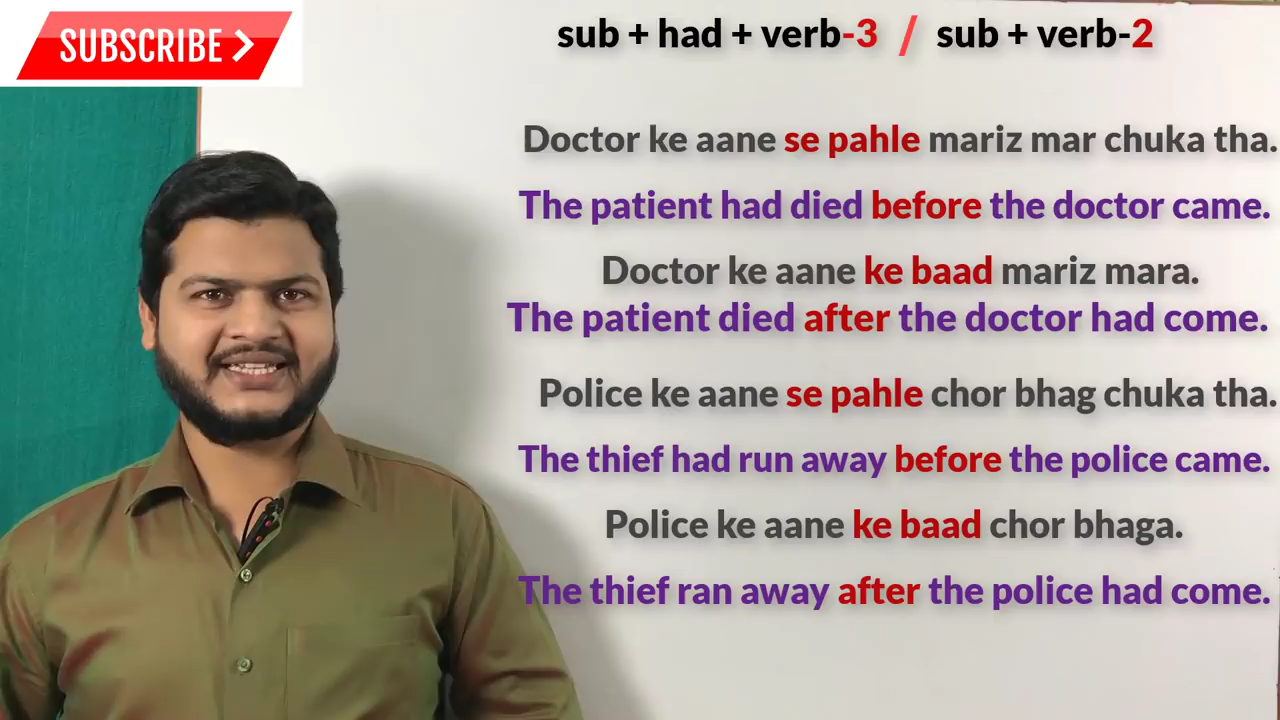 SUBSCRIBE
sub + had + verb-3 / sub + verb-2
Doctor ke aane se pahle mariz mar chuka tha.
The patient had died before the doctor came.
Doctor ke aane ke baad mariz mara.
The patient died after the doctor had come.
Police ke aane se pahle chor bhag chuka tha.
The thief had run away before the police came.
Police ke aane ke baad chor bhaga.
The thief ran away after the police had come.